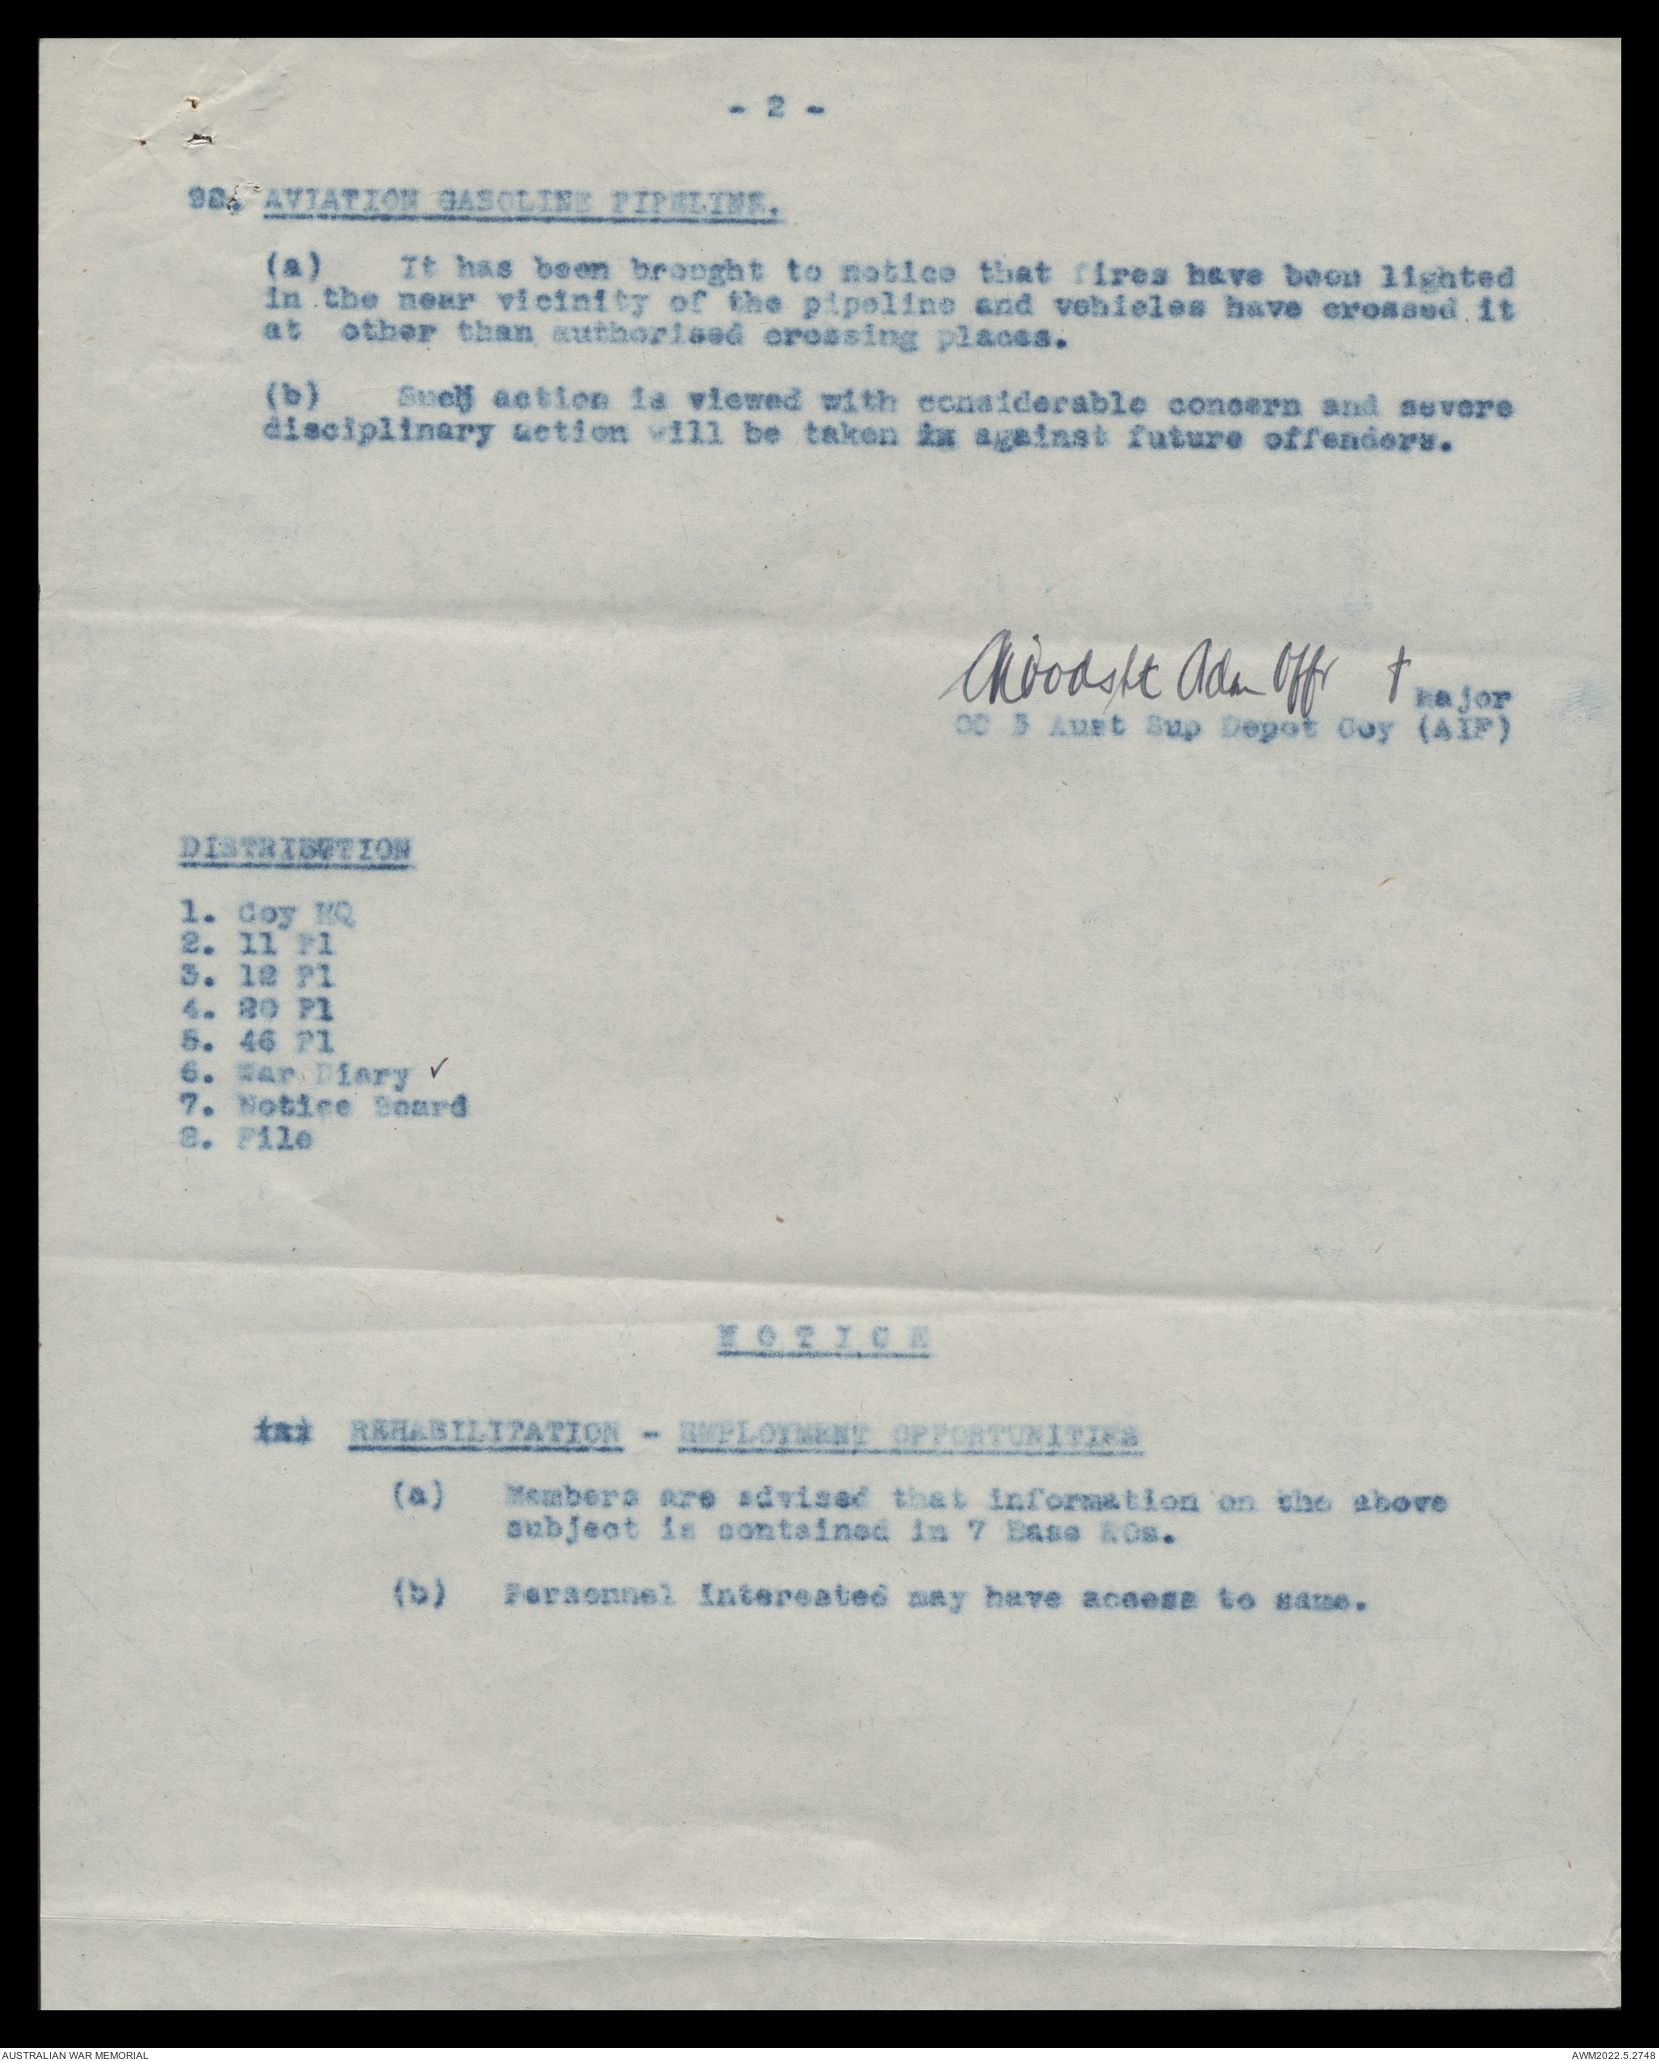 - 2 -
98. AVIATION GASOLINE PIPELINE.
(a) It has been brought to notice that fires have been lighted
in the near vicinity of the pipeline and vehicles have crossed it
at other than authorised crossing places.
(b) Such action is viewed with considerable concern and severe
disciplinary action will be taken against future offenders.
Lt Adm Offr Major
OC 5 Aust Sup Depot Coy (AIF)
DISTRIBUTION
1. Coy HQ
2. 11 Pl
3. 12 Pl
4. 20 Pl
5. 46 Pl
6. War Diary ✓
7. Notice Board
8. File
N O T I C E
REHABILITATION - EMPLOYMENT OPPORTUNITIES
(a) Members are advised that information on the above
subject is contained in 7 Base ROs.
(b) Personnel interested may have access to same.
AUSTRALIAN WAR MEMORIAL
AWM2022.5.2748